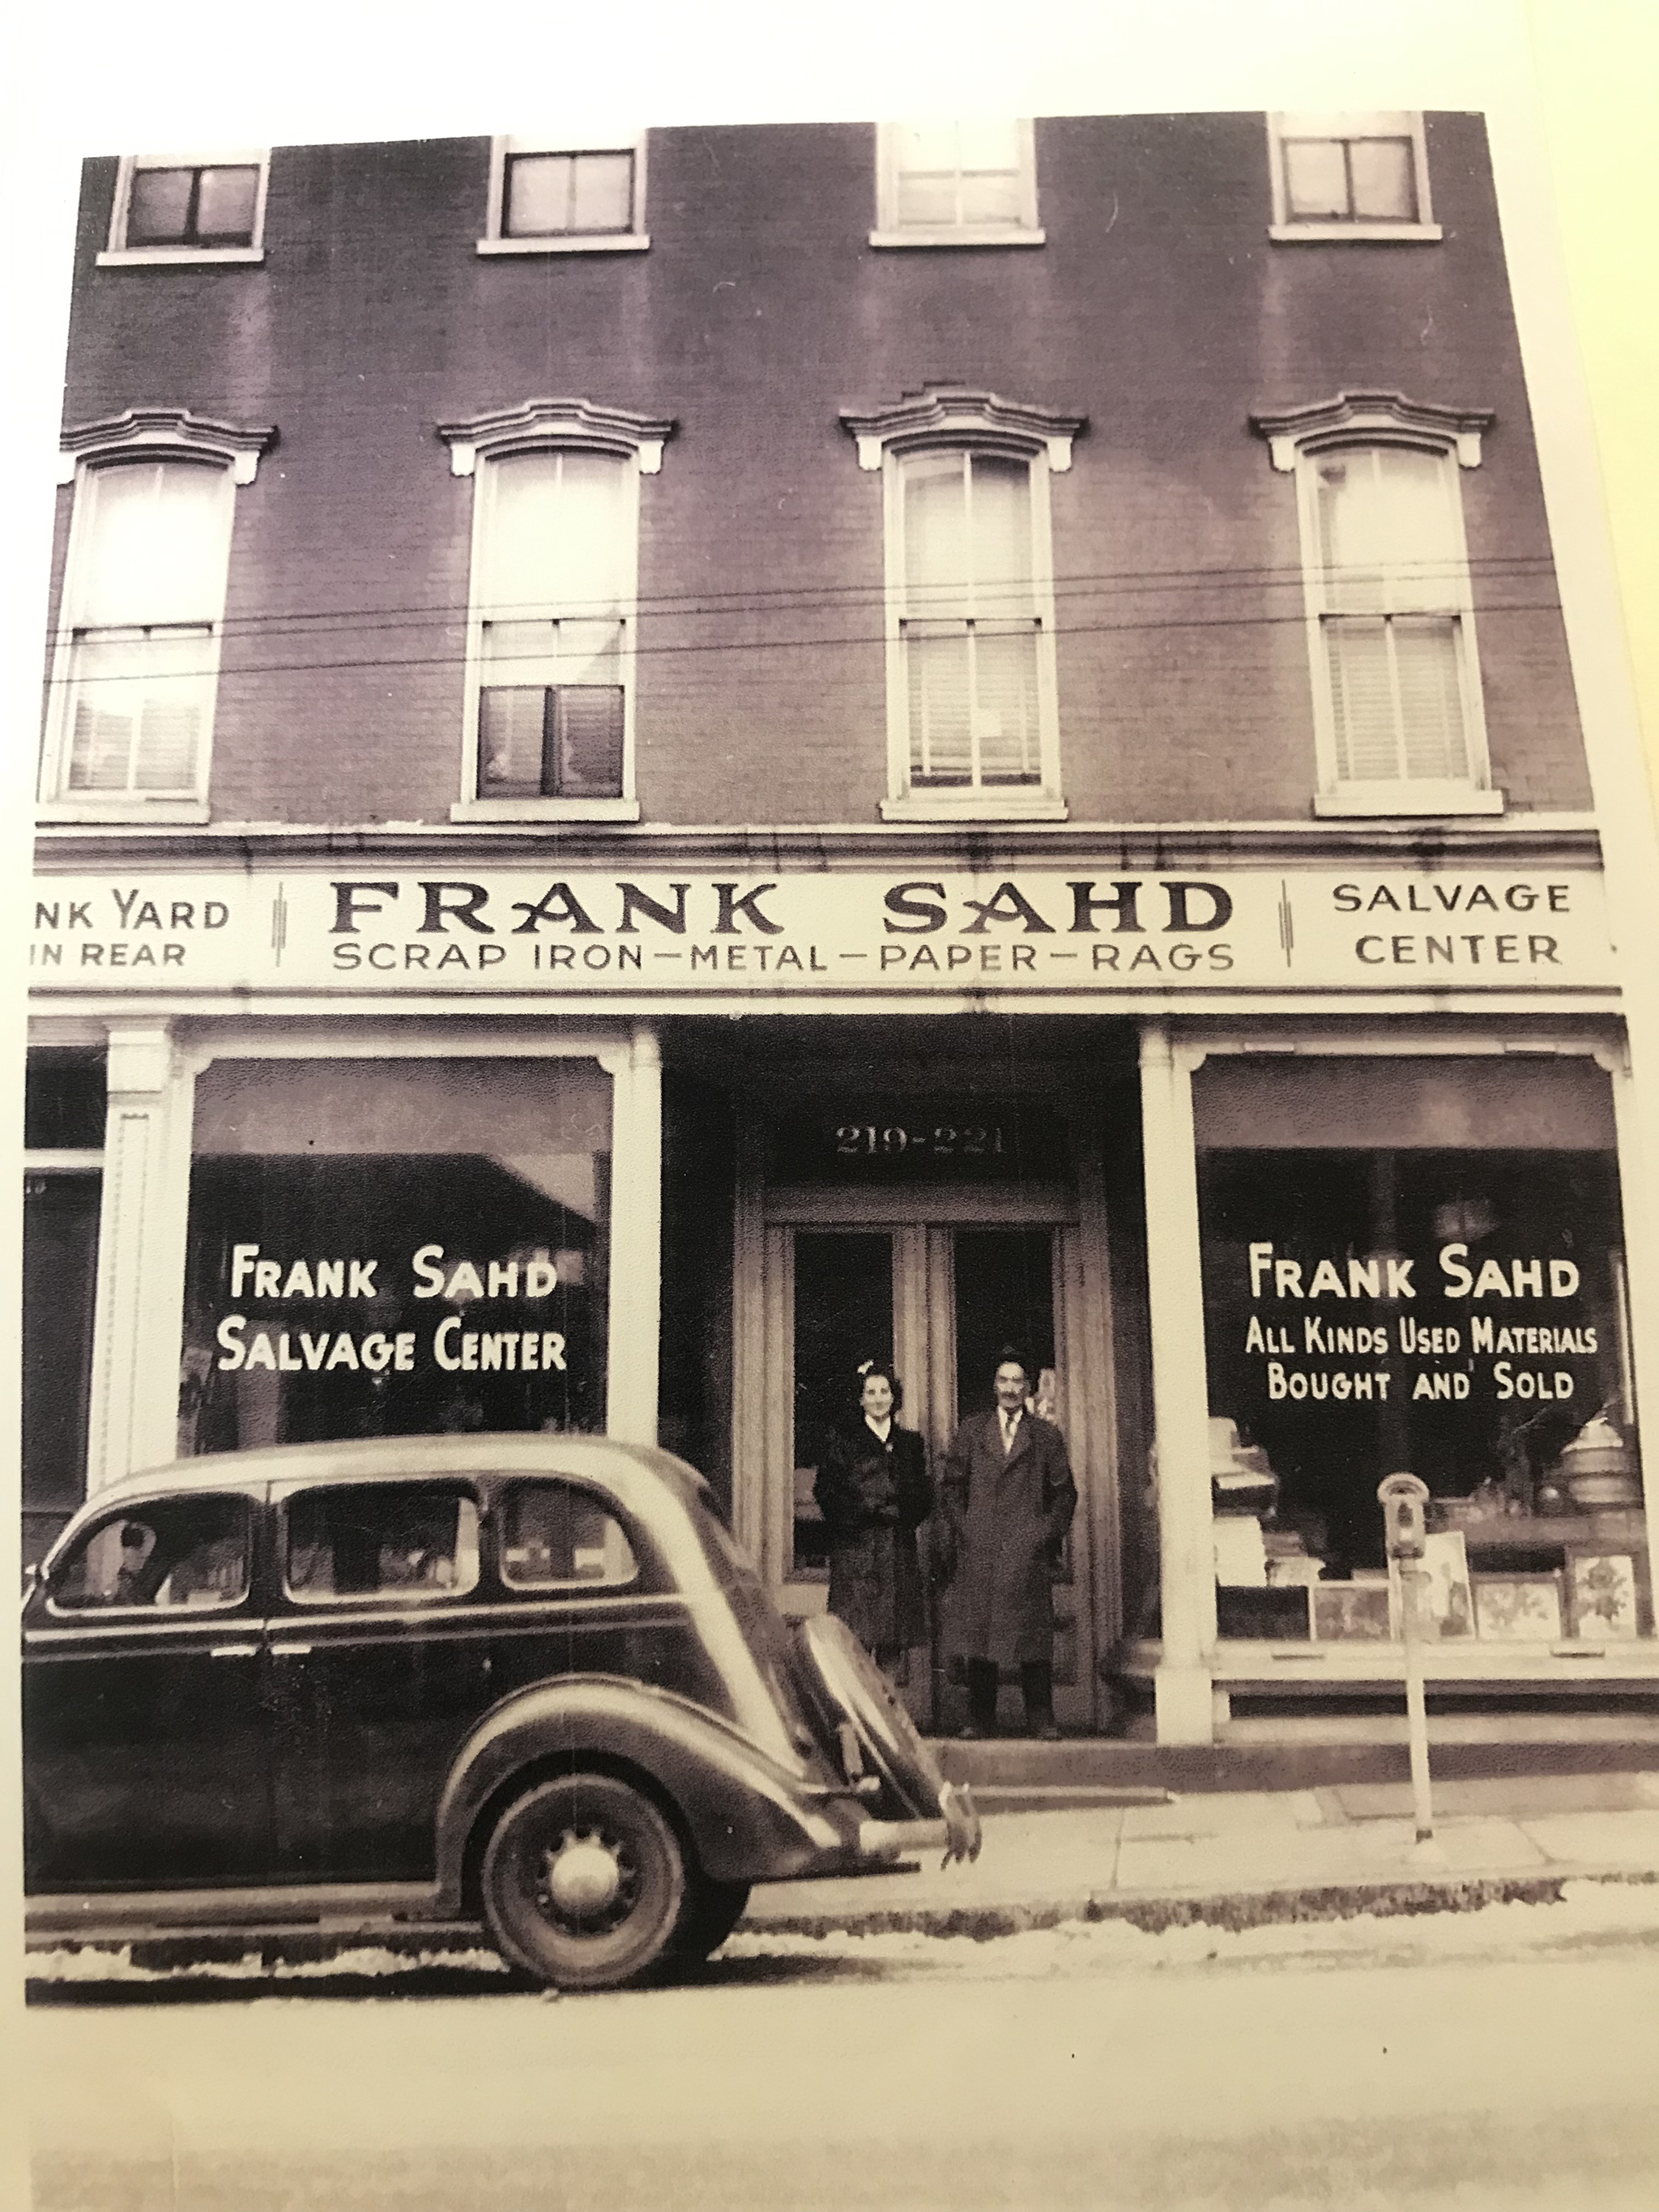 NK YARD
IN REAR
FRANK SAHD
SCRAP IRON-METAL-PAPER-RAGS
SALVAGE
CENTER
219-221
FRANK SAHD
SALVAGE CENTER
FRANK SAHD
ALL KINDS USED MATERIALS
BOUGHT AND SOLD